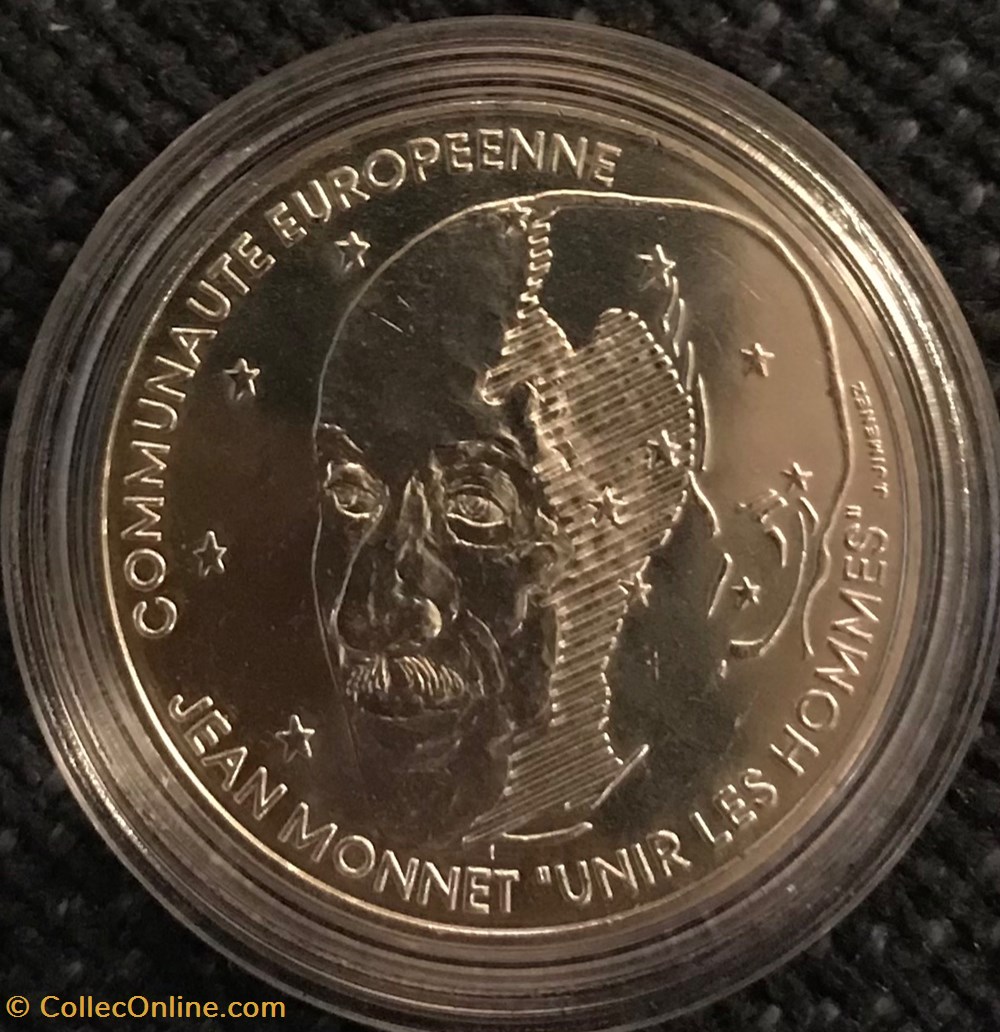 COMMUNAUTE EUROPEENNE
JEAN MONNET "UNIR LES HOMMES"
T.JIMENEZ
© CollecOnline.com